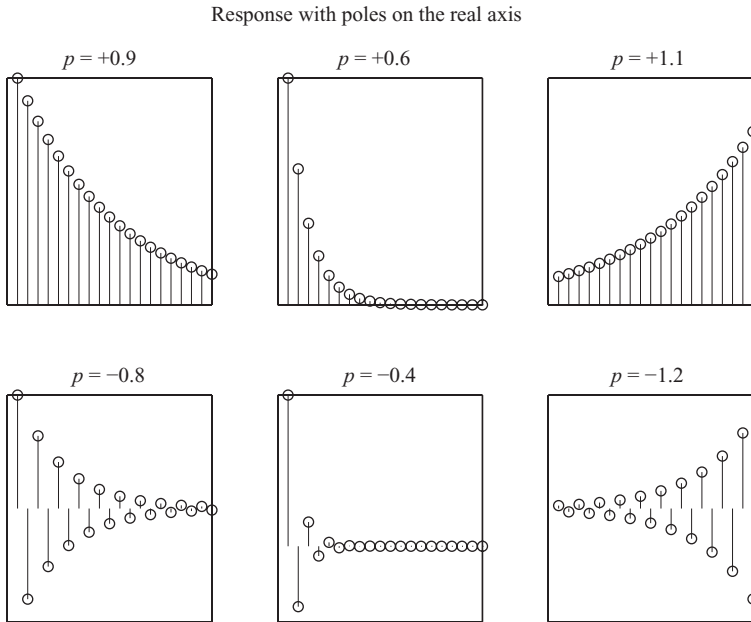 Response with poles on the real axis
p = +0.9
p = +0.6
p = +1.1
p = −0.8
p = −0.4
p = −1.2